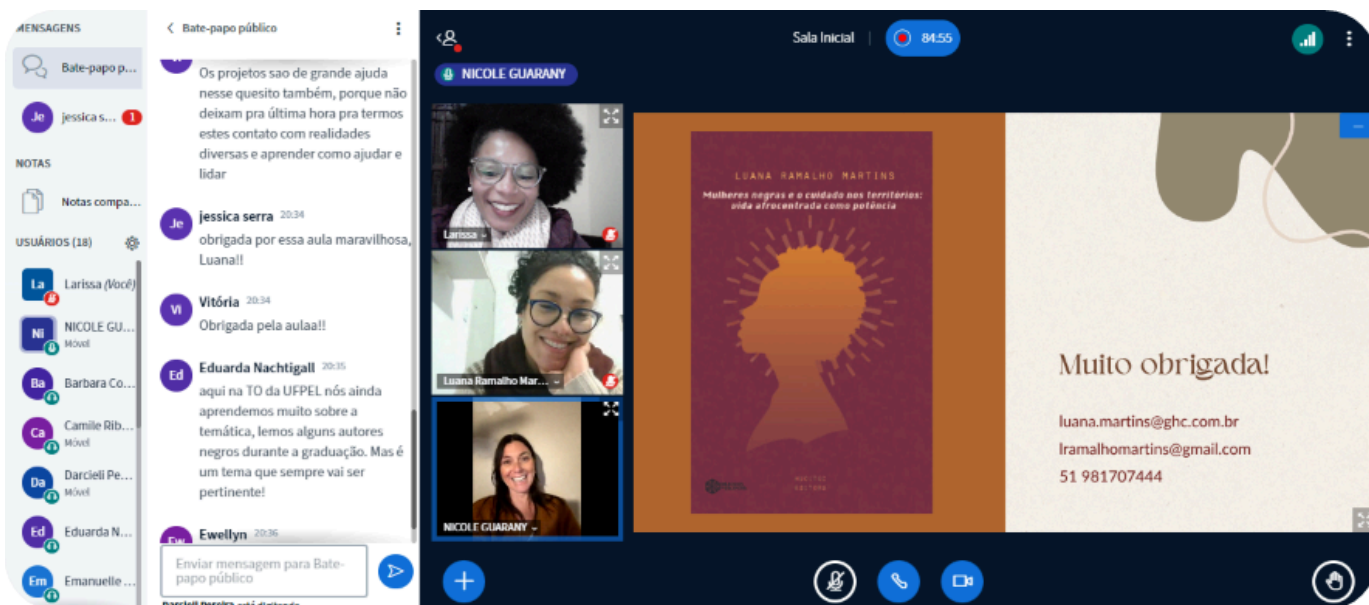 MENSAGENS
Bate-papo p...
Je
jessica s...
1
NOTAS
Notas compa...
USUÁRIOS (18)
La
Larissa (Você)
Ni
NICOLE GU...
Móvel
Ba
Barbara Co...
Ca
Camile Rib...
Móvel
Da
Darcieli Pe...
Móvel
Ed
Eduarda N...
Em
Emanuelle ...
Bate-papo público
Os projetos sao de grande ajuda
nesse quesito também, porque não
deixam pra última hora pra termos
estes contato com realidades
diversas e aprender como ajudar e
lidar
Je
jessica serra 20:34
obrigada por essa aula maravilhosa,
Luana!!
Vi
Vitória 20:34
Obrigada pela aulaa!!
Ed
Eduarda Nachtigall 20:35
aqui na TO da UFPEL nós ainda
aprendemos muito sobre a
temática, lemos alguns autores
negros durante a graduação. Mas é
um tema que sempre vai ser
pertinente!
Ew
Ewellyn 20:36
Enviar mensagem para Bate-
papo público
Darcieli Pereira está digitando
Sala Inicial
84:55
NICOLE GUARANY
Larissa
Luana Ramalho Mar...
NICOLE GUARANY
LUANA RAMALHO MARTINS
Mulheres negras e o cuidado nos territórios:
vida afrocentrada como potência
HUCITEC
EDITORA
Muito obrigada!
luana.martins@ghc.com.br
lramalhomartins@gmail.com
51 981707444